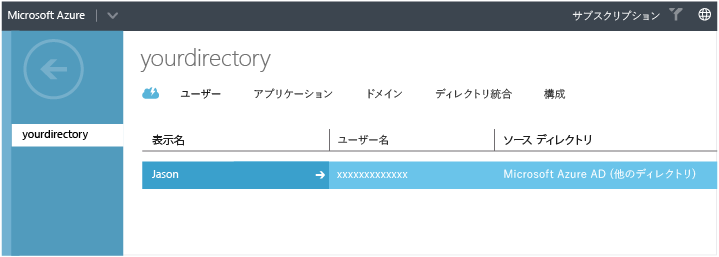 Microsoft Azure サブスクリプション
yourdirectory
ユーザー アプリケーション ドメイン ディレクトリ統合 構成
yourdirectory
表示名 ユーザー名 ソース ディレクトリ
Jason xxxxxxxxxxxxx Microsoft Azure AD (他のディレクトリ)